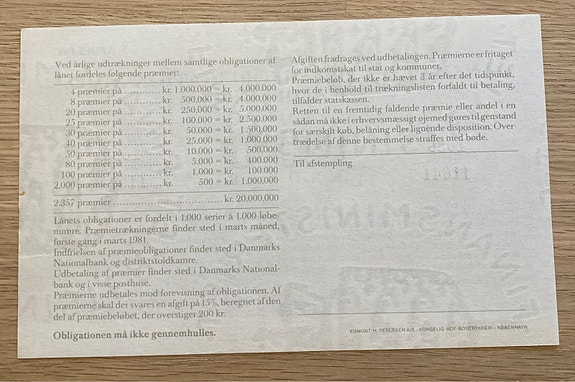 Ved årlige udtrækninger mellem samtlige obligationer af
lånet fordeles følgende præmier:
4 præmier på ........... kr. 1.000.000 = kr. 4.000.000
8 præmier på ........... kr. 500.000 = kr. 4.000.000
20 præmier på ........... kr. 250.000 = kr. 5.000.000
25 præmier på ........... kr. 100.000 = kr. 2.500.000
30 præmier på ........... kr. 50.000 = kr. 1.500.000
40 præmier på ........... kr. 25.000 = kr. 1.000.000
50 præmier på ........... kr. 10.000 = kr. 500.000
80 præmier på ........... kr. 5.000 = kr. 400.000
100 præmier på ........... kr. 1.000 = kr. 100.000
2.000 præmier på ........... kr. 500 = kr. 1.000.000
2.357 præmier ........................... kr. 20.000.000
Lånets obligationer er fordelt i 1.000 serier à 1.000 løbe-
numre. Præmietrækningerne finder sted i marts måned,
første gang i marts 1981.
Indfrielsen af præmieobligationer finder sted i Danmarks
Nationalbank og distriktstoldkamre.
Udbetaling af præmier finder sted i Danmarks National-
bank og i visse posthuse.
Præmierne udbetales mod forevisning af obligationen. Af
præmierne skal der svares en afgift på 15%, beregnet af den
del af præmiebeløbet, der overstiger 200 kr.
Obligationen må ikke gennemhulles.
Afgiften fradrages ved udbetalingen. Præmierne er fritaget
for indkomstskat til stat og kommuner.
Præmiebeløb, der ikke er hævet 3 år efter det tidspunkt,
hvor de i henhold til trækningslisten forfaldt til betaling,
tilfalder statskassen.
Retten til en fremtidig faldende præmie eller andel i en
sådan må ikke i erhvervsmæssigt øjemed gøres til genstand
for særskilt køb, belåning eller lignende disposition. Over-
trædelse af denne bestemmelse straffes med bøde.
Til afstempling
EGMONT H. PETERSEN A/S · KONGELIG HOF-BOGTRYKKERI · KØBENHAVN